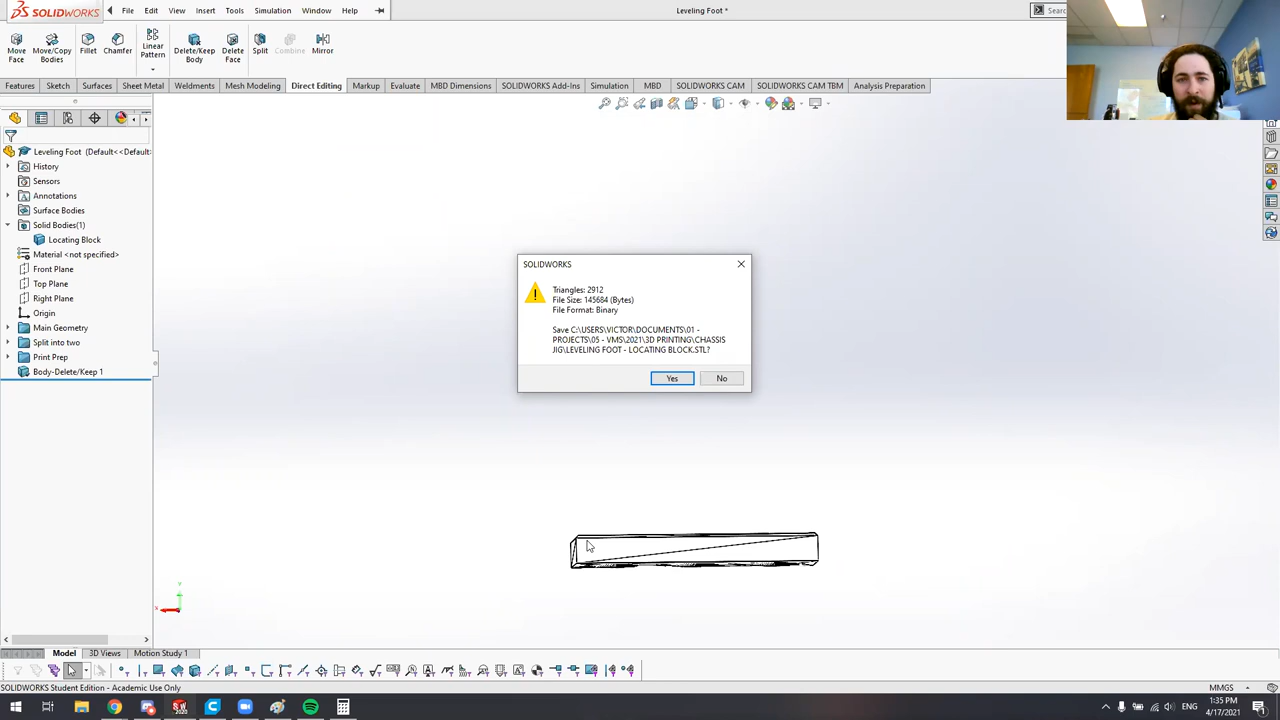 SOLIDWORKS
File Edit View Insert Tools Simulation Window Help
Leveling Foot *
Sear
Move Face
Move/Copy Bodies
Fillet
Chamfer
Linear Pattern
Delete/Keep Body
Delete Face
Split
Combine
Mirror
Features Sketch Surfaces Sheet Metal Weldments Mesh Modeling Direct Editing Markup Evaluate MBD Dimensions SOLIDWORKS Add-Ins Simulation MBD SOLIDWORKS CAM SOLIDWORKS CAM TBM Analysis Preparation
Leveling Foot (Default<<Default:
History
Sensors
Annotations
Surface Bodies
Solid Bodies(1)
Locating Block
Material <not specified>
Front Plane
Top Plane
Right Plane
Origin
Main Geometry
Split into two
Print Prep
Body-Delete/Keep 1
SOLIDWORKS
Triangles: 2912
File Size: 145684 (Bytes)
File Format: Binary
Save C:\USERS\VICTOR\DOCUMENTS\01 -
PROJECTS\05 - VMS\2021\3D PRINTING\CHASSIS
JIG\LEVELING FOOT - LOCATING BLOCK.STL?
Yes No
Model 3D Views Motion Study 1
SOLIDWORKS Student Edition - Academic Use Only
MMGS
ENG
1:35 PM
4/17/2021